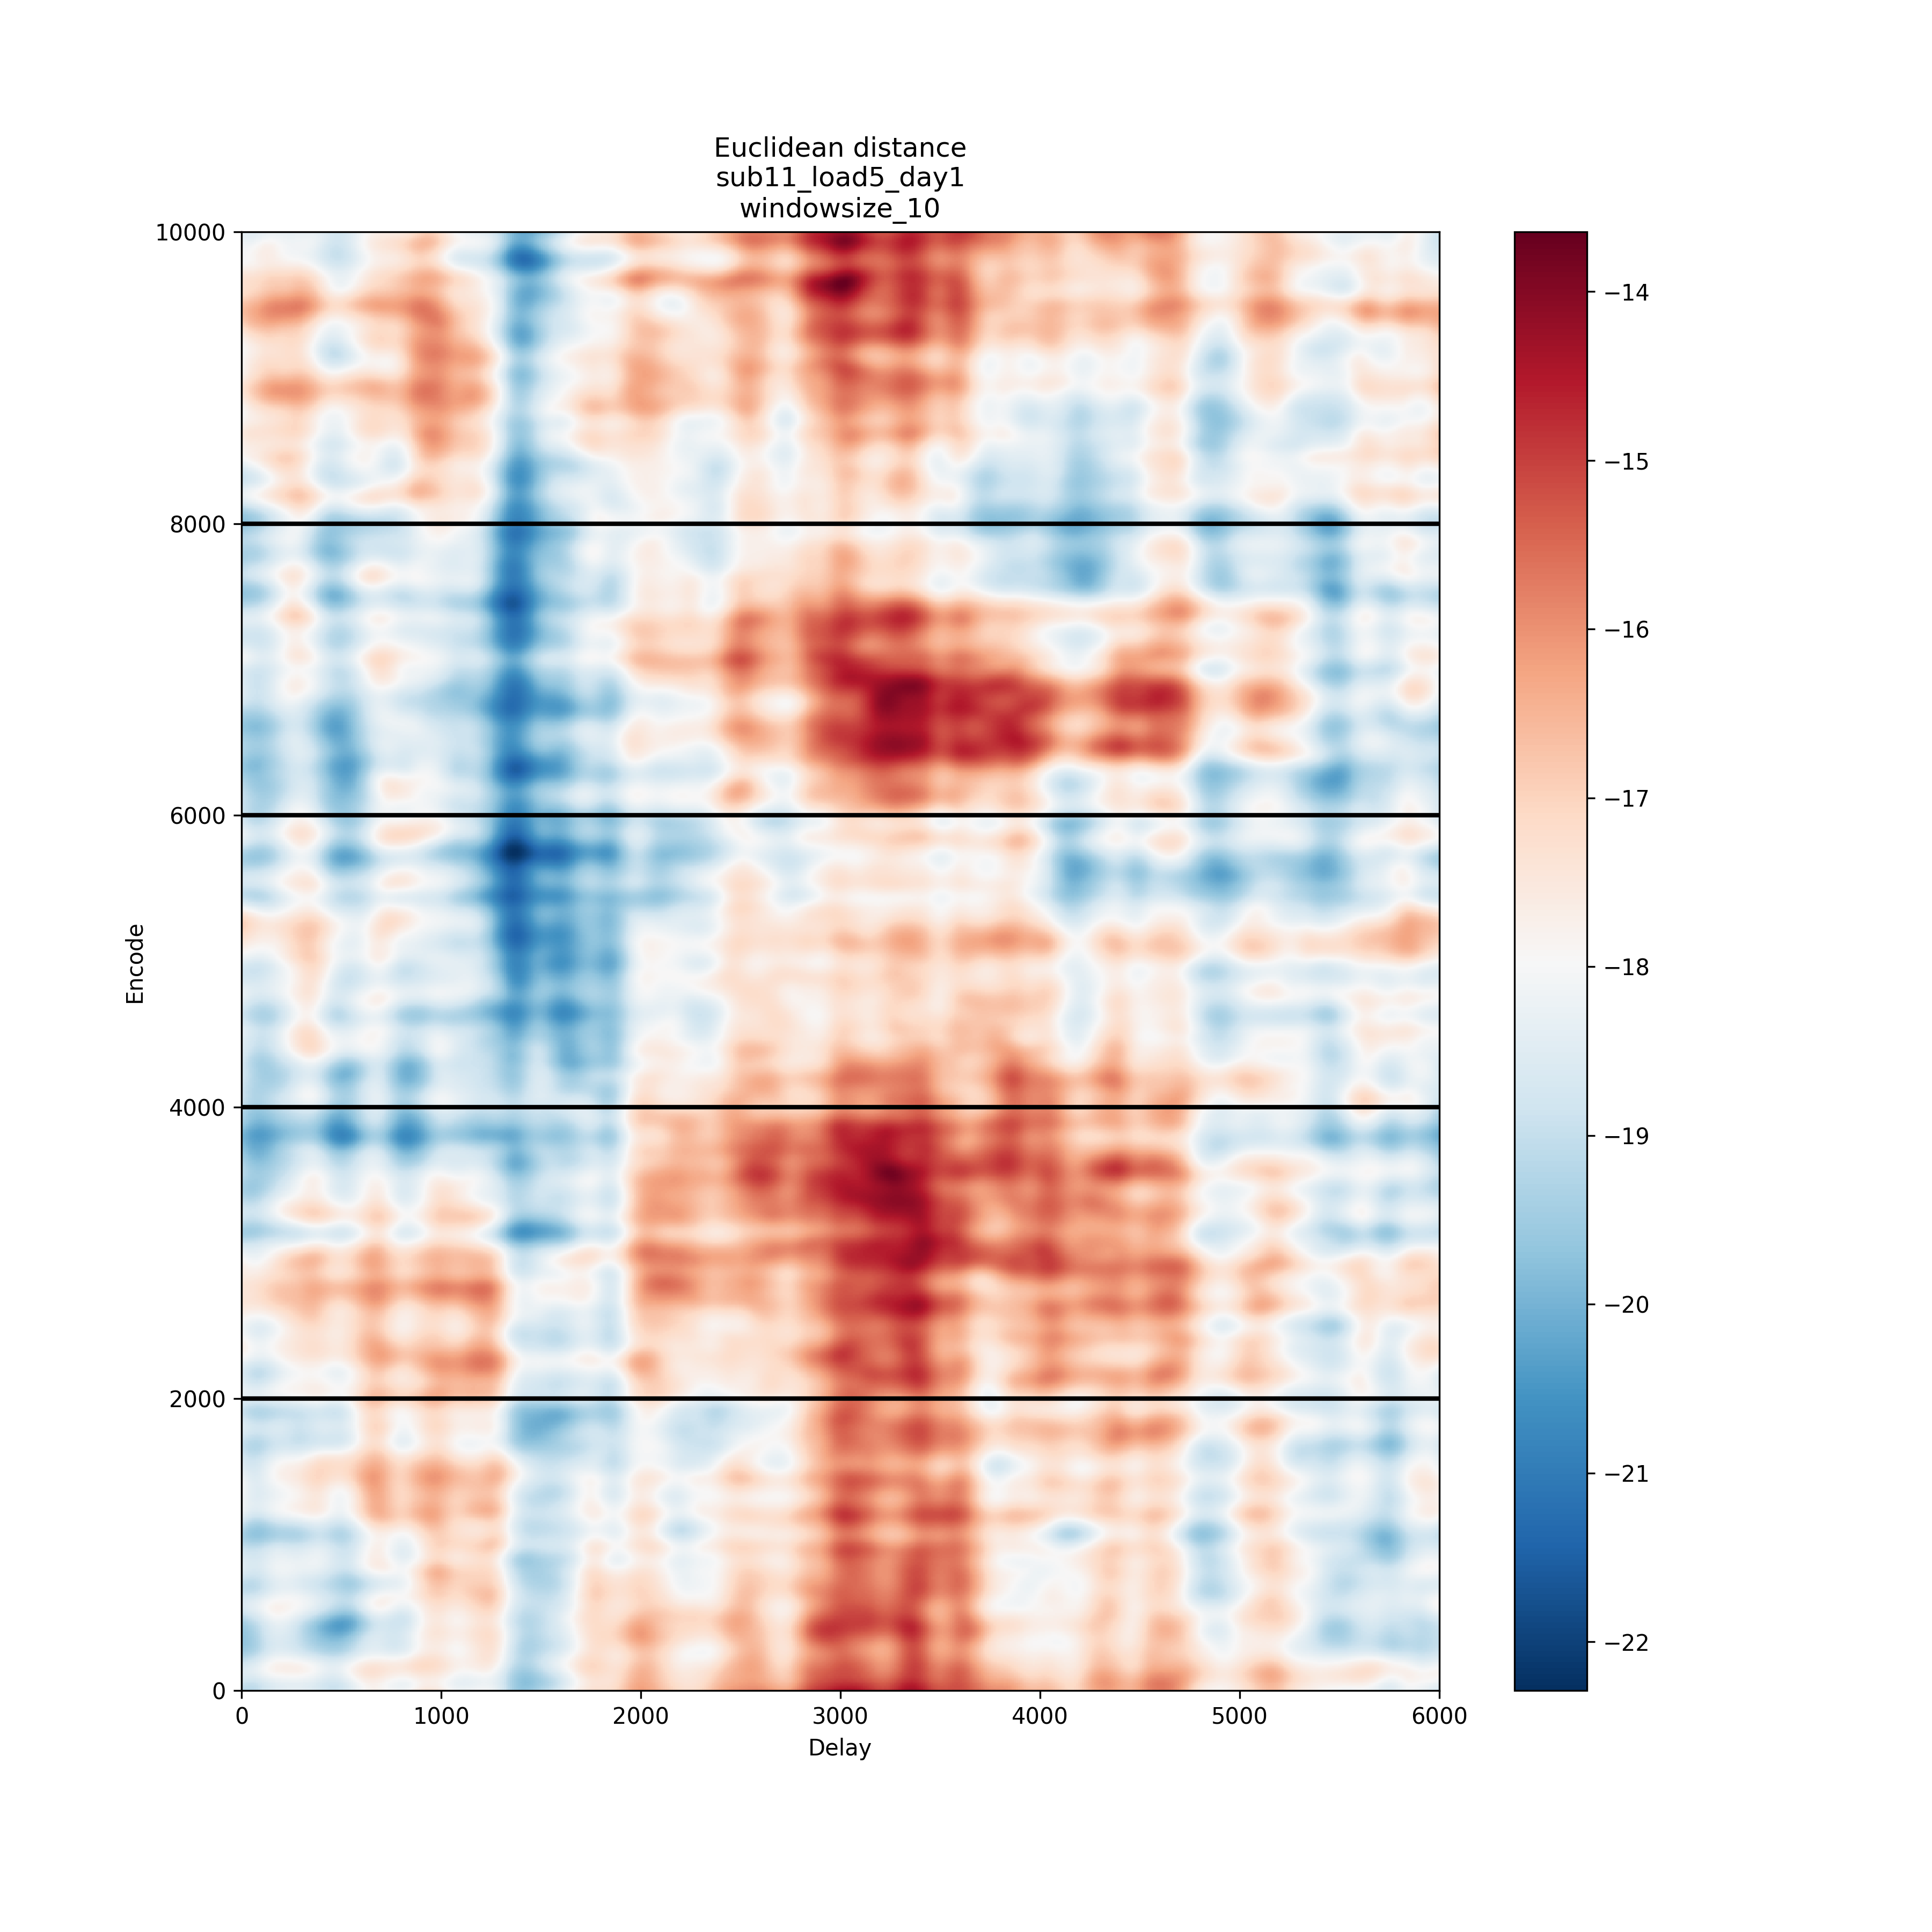 Euclidean distance
sub11_load5_day1
windowsize_10
10000
8000
6000
4000
2000
0
Encode
0 1000 2000 3000 4000 5000 6000
Delay
−14
−15
−16
−17
−18
−19
−20
−21
−22